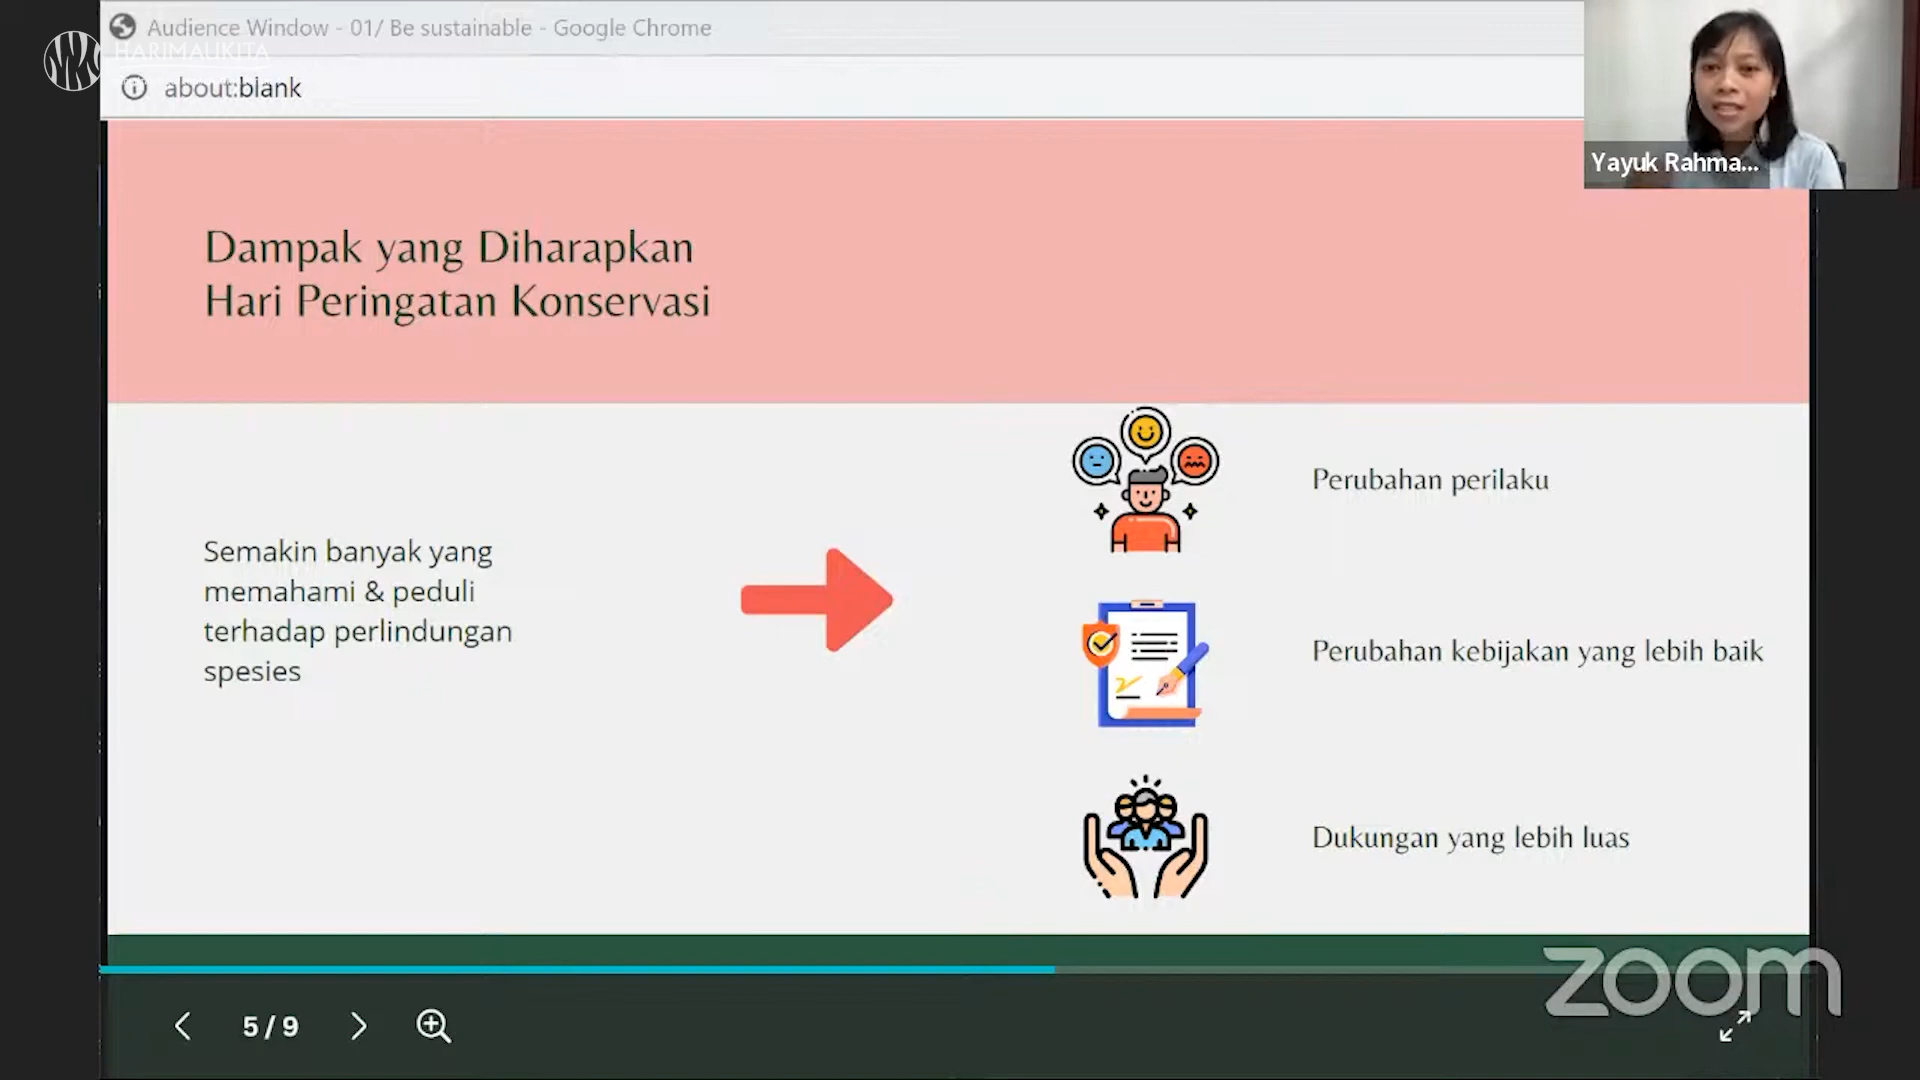 Audience Window - 01/ Be sustainable - Google Chrome
HARIMAUKITA
about:blank
Yayuk Rahma...
Dampak yang Diharapkan
Hari Peringatan Konservasi
Semakin banyak yang
memahami & peduli
terhadap perlindungan
spesies
Perubahan perilaku
Perubahan kebijakan yang lebih baik
Dukungan yang lebih luas
5 / 9
zoom